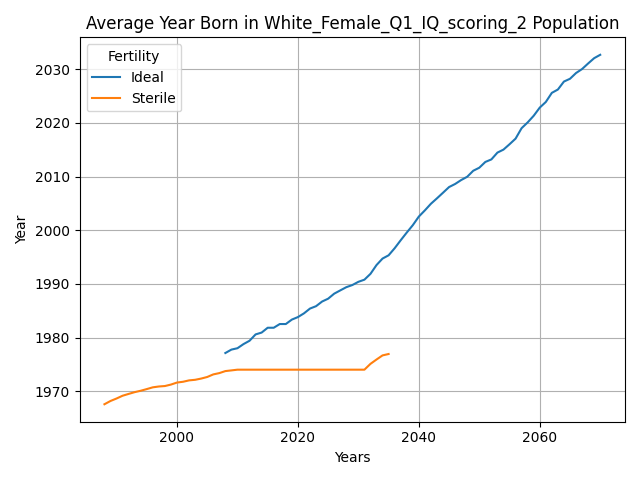 Average Year Born in White_Female_Q1_IQ_scoring_2 Population
Fertility
Ideal
Sterile
2030
2020
2010
2000
1990
1980
1970
Year
2000 2020 2040 2060
Years